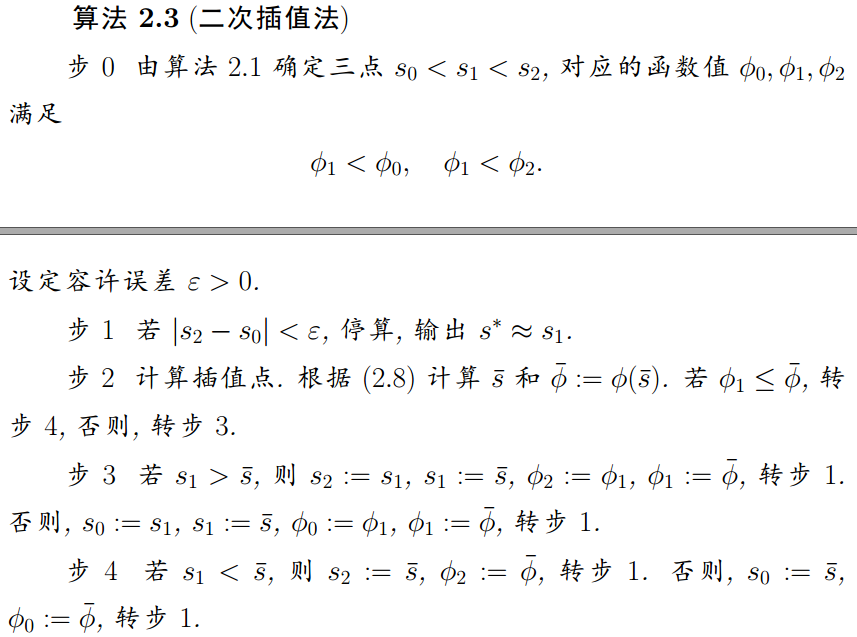 算法 2.3 (二次插值法)
步 0 由算法 2.1 确定三点 s₀ < s₁ < s₂, 对应的函数值 ϕ₀, ϕ₁, ϕ₂
满足
ϕ₁ < ϕ₀, ϕ₁ < ϕ₂.
设定容许误差 ε > 0.
步 1 若 |s₂ − s₀| < ε, 停算, 输出 s* ≈ s₁.
步 2 计算插值点. 根据 (2.8) 计算 s̄ 和 ϕ̄ := ϕ(s̄). 若 ϕ₁ ≤ ϕ̄, 转
步 4, 否则, 转步 3.
步 3 若 s₁ > s̄, 则 s₂ := s₁, s₁ := s̄, ϕ₂ := ϕ₁, ϕ₁ := ϕ̄, 转步 1.
否则, s₀ := s₁, s₁ := s̄, ϕ₀ := ϕ₁, ϕ₁ := ϕ̄, 转步 1.
步 4 若 s₁ < s̄, 则 s₂ := s̄, ϕ₂ := ϕ̄, 转步 1. 否则, s₀ := s̄,
ϕ₀ := ϕ̄, 转步 1.